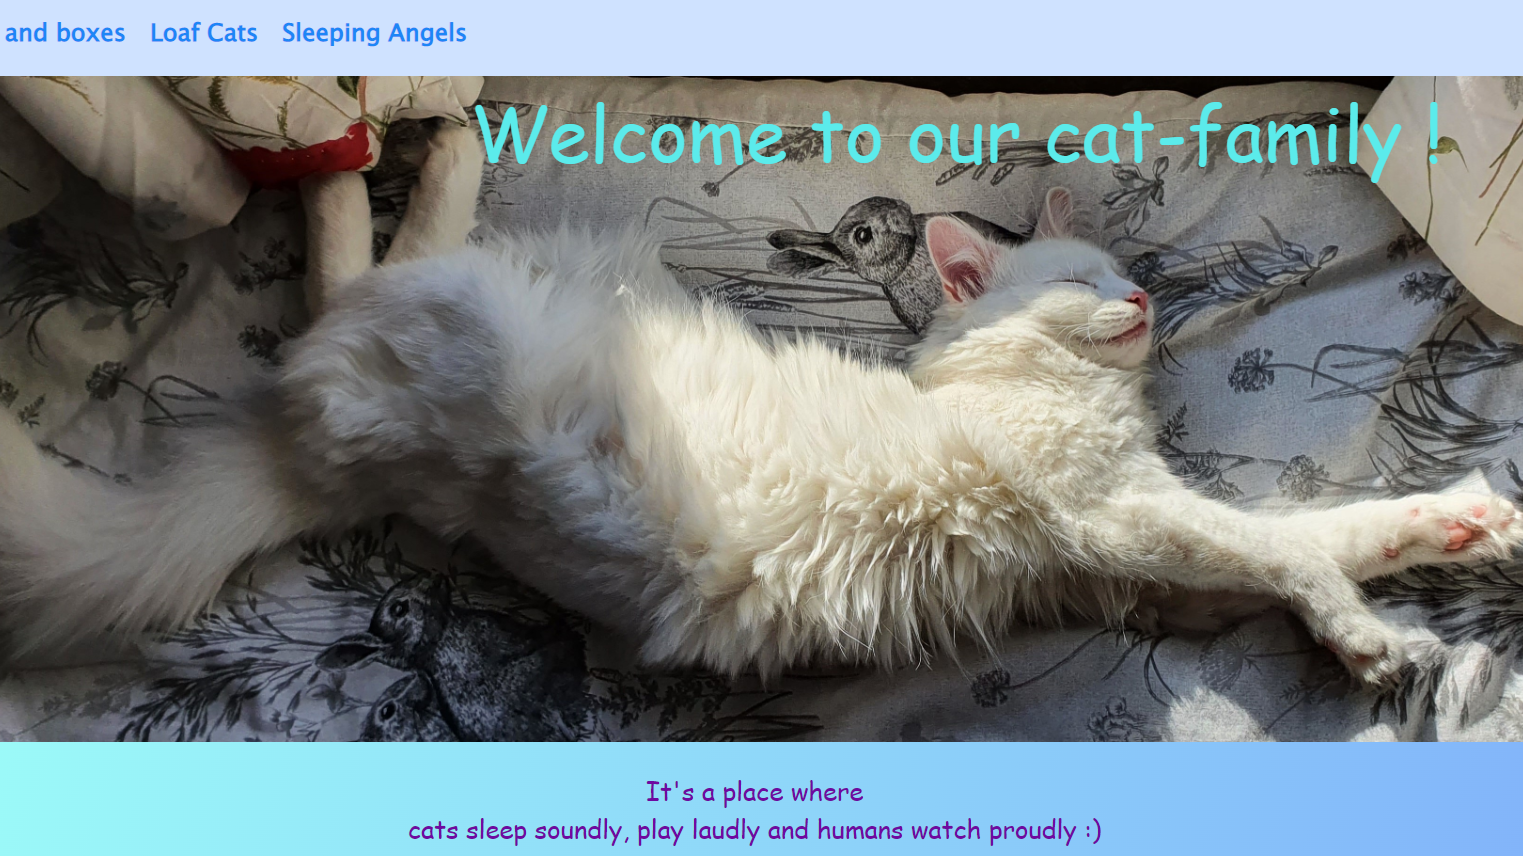 and boxes Loaf Cats Sleeping Angels
Welcome to our cat-family !
It's a place where
cats sleep soundly, play laudly and humans watch proudly :)